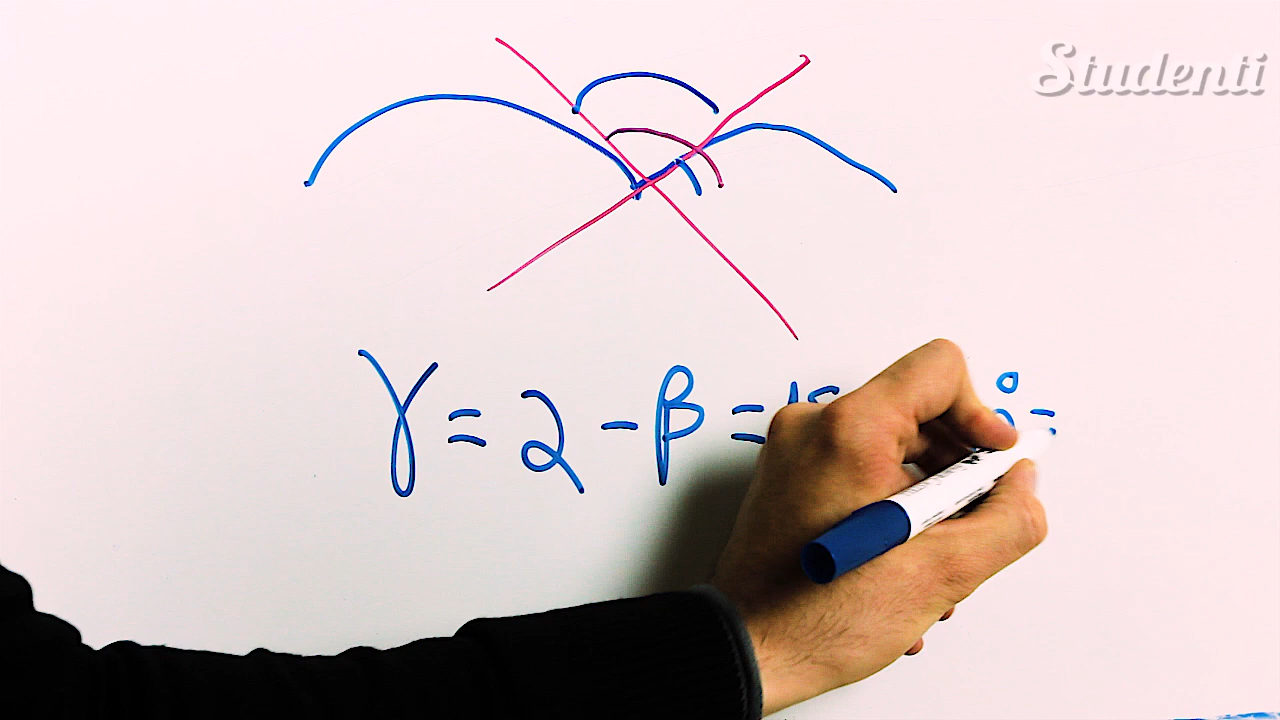 Studenti
γ = 2 - β =